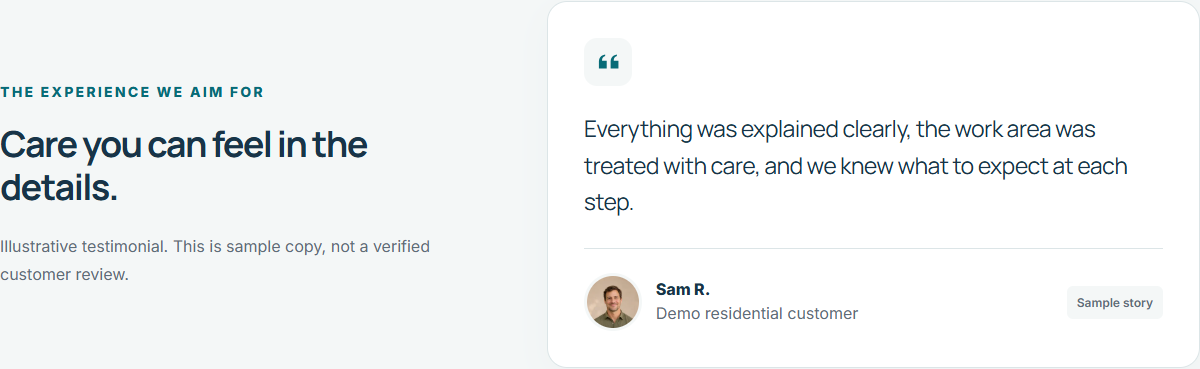 THE EXPERIENCE WE AIM FOR
Care you can feel in the
details.
Illustrative testimonial. This is sample copy, not a verified
customer review.
“
Everything was explained clearly, the work area was
treated with care, and we knew what to expect at each
step.
Sam R.
Demo residential customer
Sample story